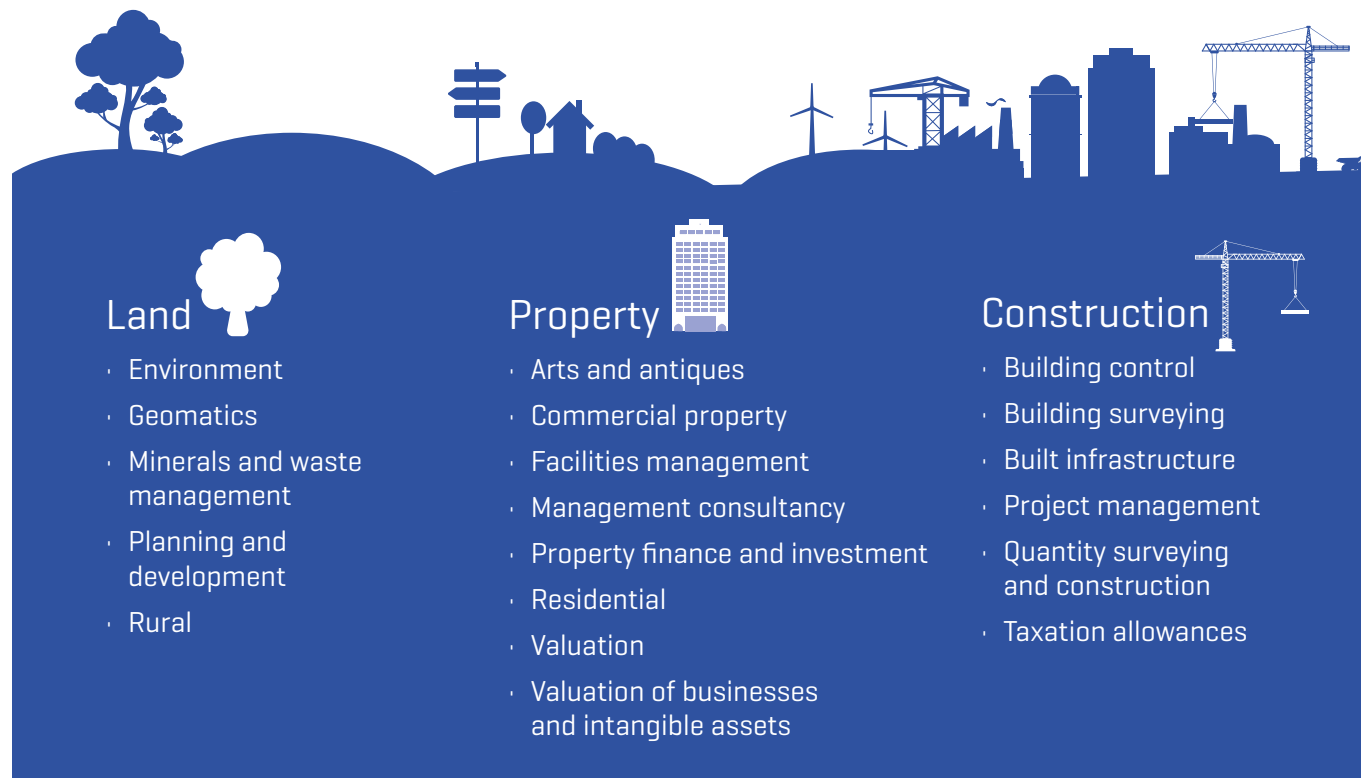 Land
· Environment
· Geomatics
· Minerals and waste
management
· Planning and
development
· Rural
Property
· Arts and antiques
· Commercial property
· Facilities management
· Management consultancy
· Property finance and investment
· Residential
· Valuation
· Valuation of businesses
and intangible assets
Construction
· Building control
· Building surveying
· Built infrastructure
· Project management
· Quantity surveying
and construction
· Taxation allowances